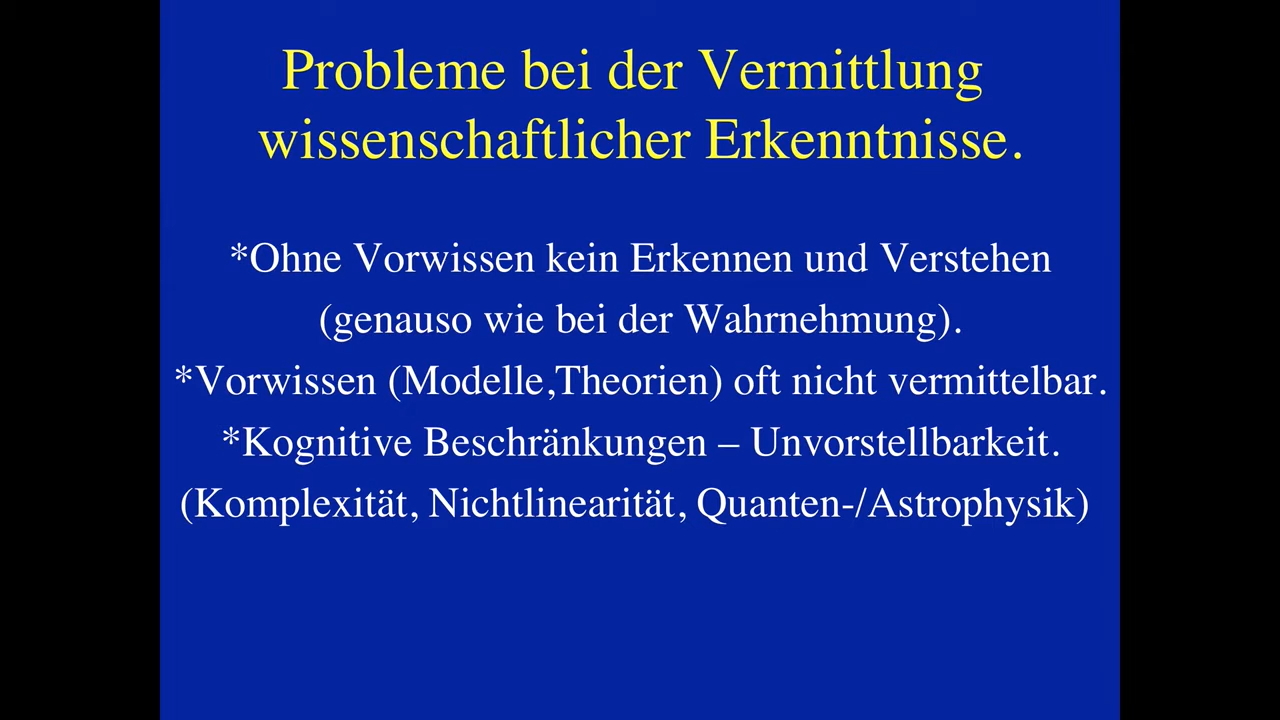 Probleme bei der Vermittlung
wissenschaftlicher Erkenntnisse.
*Ohne Vorwissen kein Erkennen und Verstehen
(genauso wie bei der Wahrnehmung).
*Vorwissen (Modelle,Theorien) oft nicht vermittelbar.
*Kognitive Beschränkungen – Unvorstellbarkeit.
(Komplexität, Nichtlinearität, Quanten-/Astrophysik)